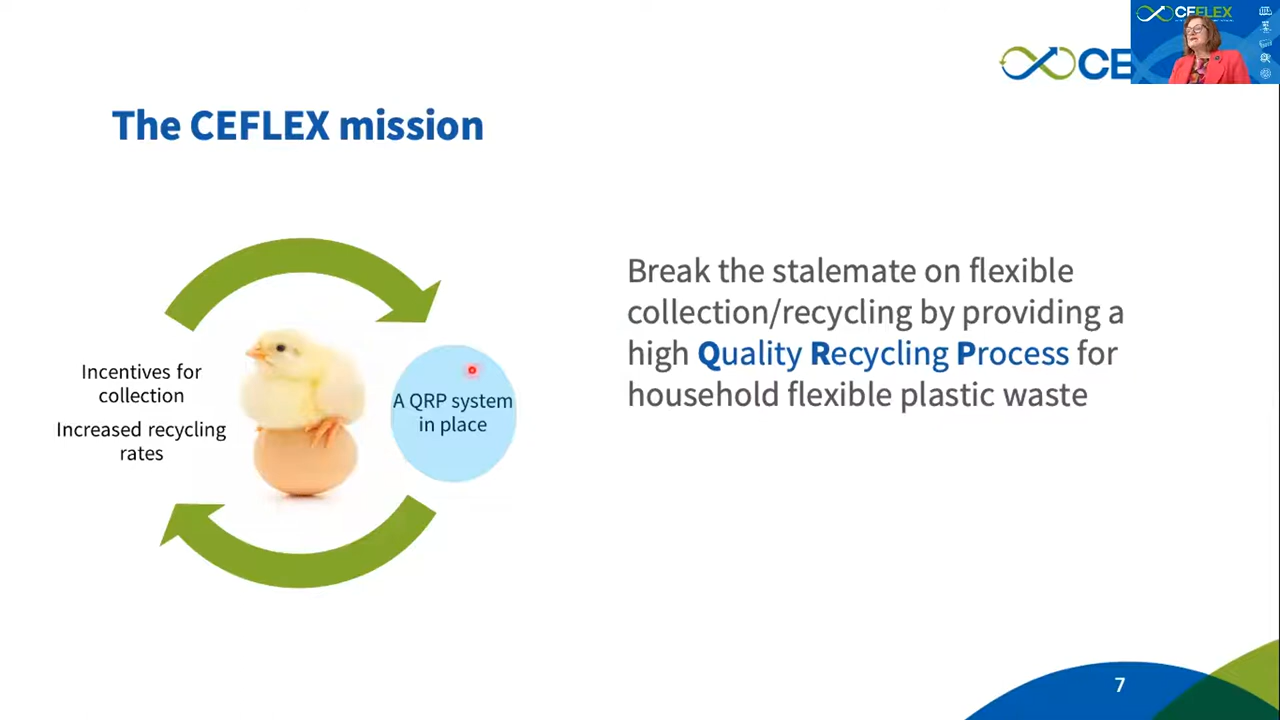 CEFLEX
CE
The CEFLEX mission
Incentives for
collection
Increased recycling
rates
A QRP system
in place
Break the stalemate on flexible
collection/recycling by providing a
high Quality Recycling Process for
household flexible plastic waste
7